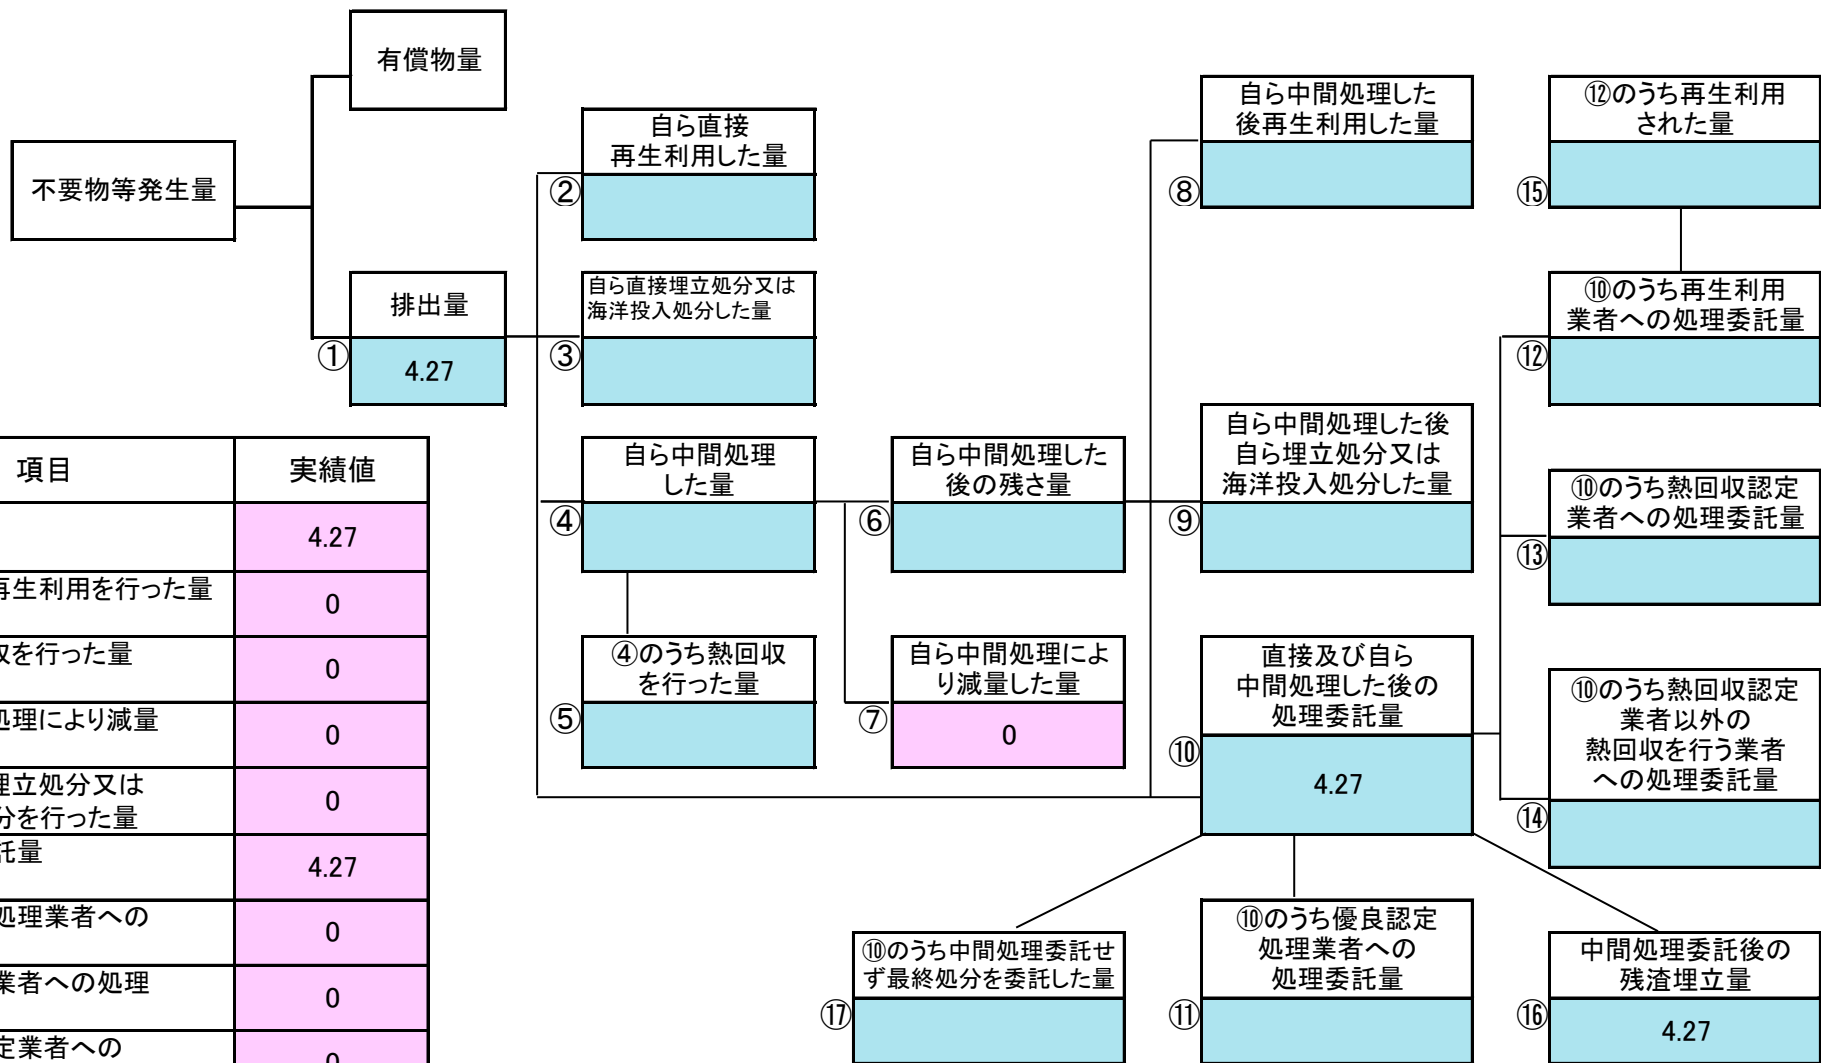 有償物量
不要物等発生量
排出量
①
4.27
自ら直接
再生利用した量
②
自ら直接埋立処分又は
海洋投入処分した量
③
自ら中間処理
した量
④
④のうち熱回収
を行った量
⑤
自ら中間処理した
後の残さ量
⑥
自ら中間処理によ
り減量した量
⑦
0
自ら中間処理した
後再生利用した量
⑧
自ら中間処理した後
自ら埋立処分又は
海洋投入処分した量
⑨
直接及び自ら
中間処理した後の
処理委託量
⑩
4.27
⑫のうち再生利用
された量
⑮
⑩のうち再生利用
業者への処理委託量
⑫
⑩のうち熱回収認定
業者への処理委託量
⑬
⑩のうち熱回収認定
業者以外の
熱回収を行う業者
への処理委託量
⑭
⑩のうち中間処理委託せ
ず最終処分を委託した量
⑰
⑩のうち優良認定
処理業者への
処理委託量
⑪
中間処理委託後の
残渣埋立量
⑯
4.27
項目 実績値
4.27
再生利用を行った量
0
収を行った量
0
処理により減量
0
埋立処分又は
分を行った量
0
託量
4.27
処理業者への
0
業者への処理
0
定業者への
0